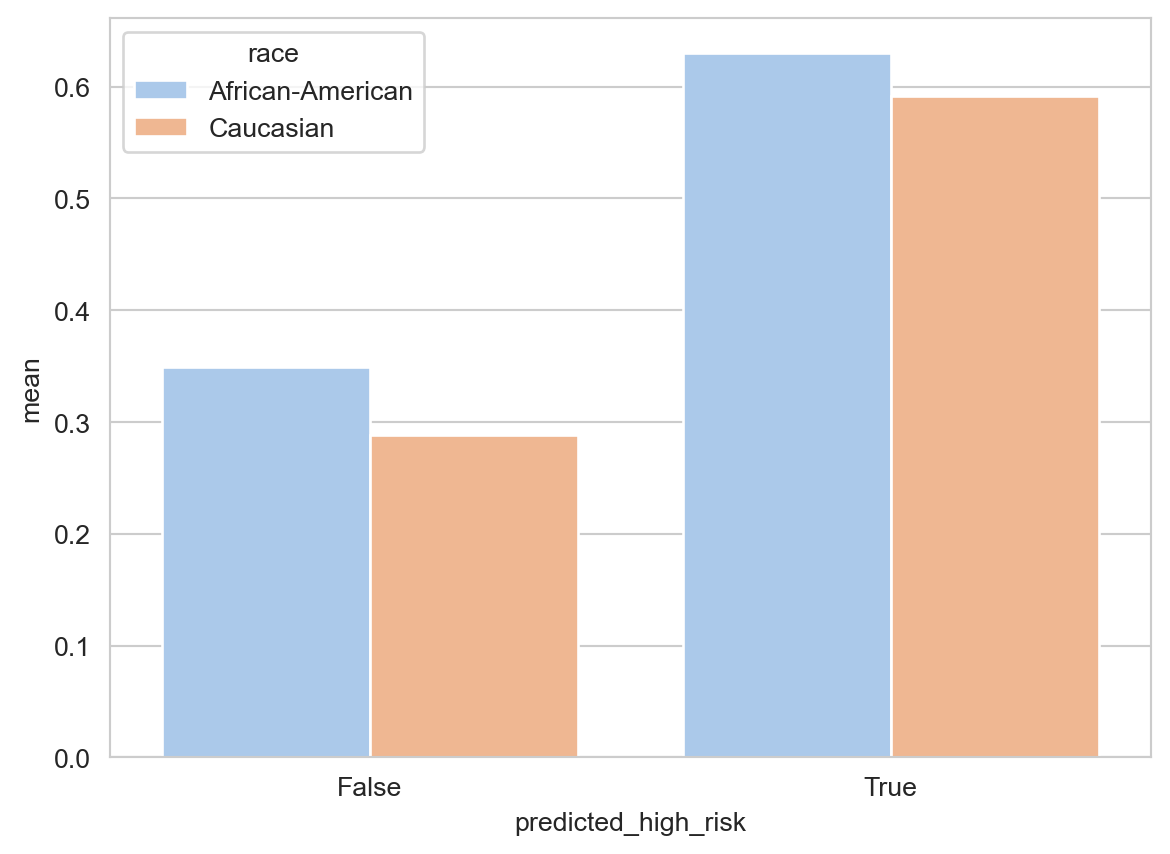 race
African-American
Caucasian
0.6
0.5
0.4
0.3
0.2
0.1
0.0
mean
False
True
predicted_high_risk